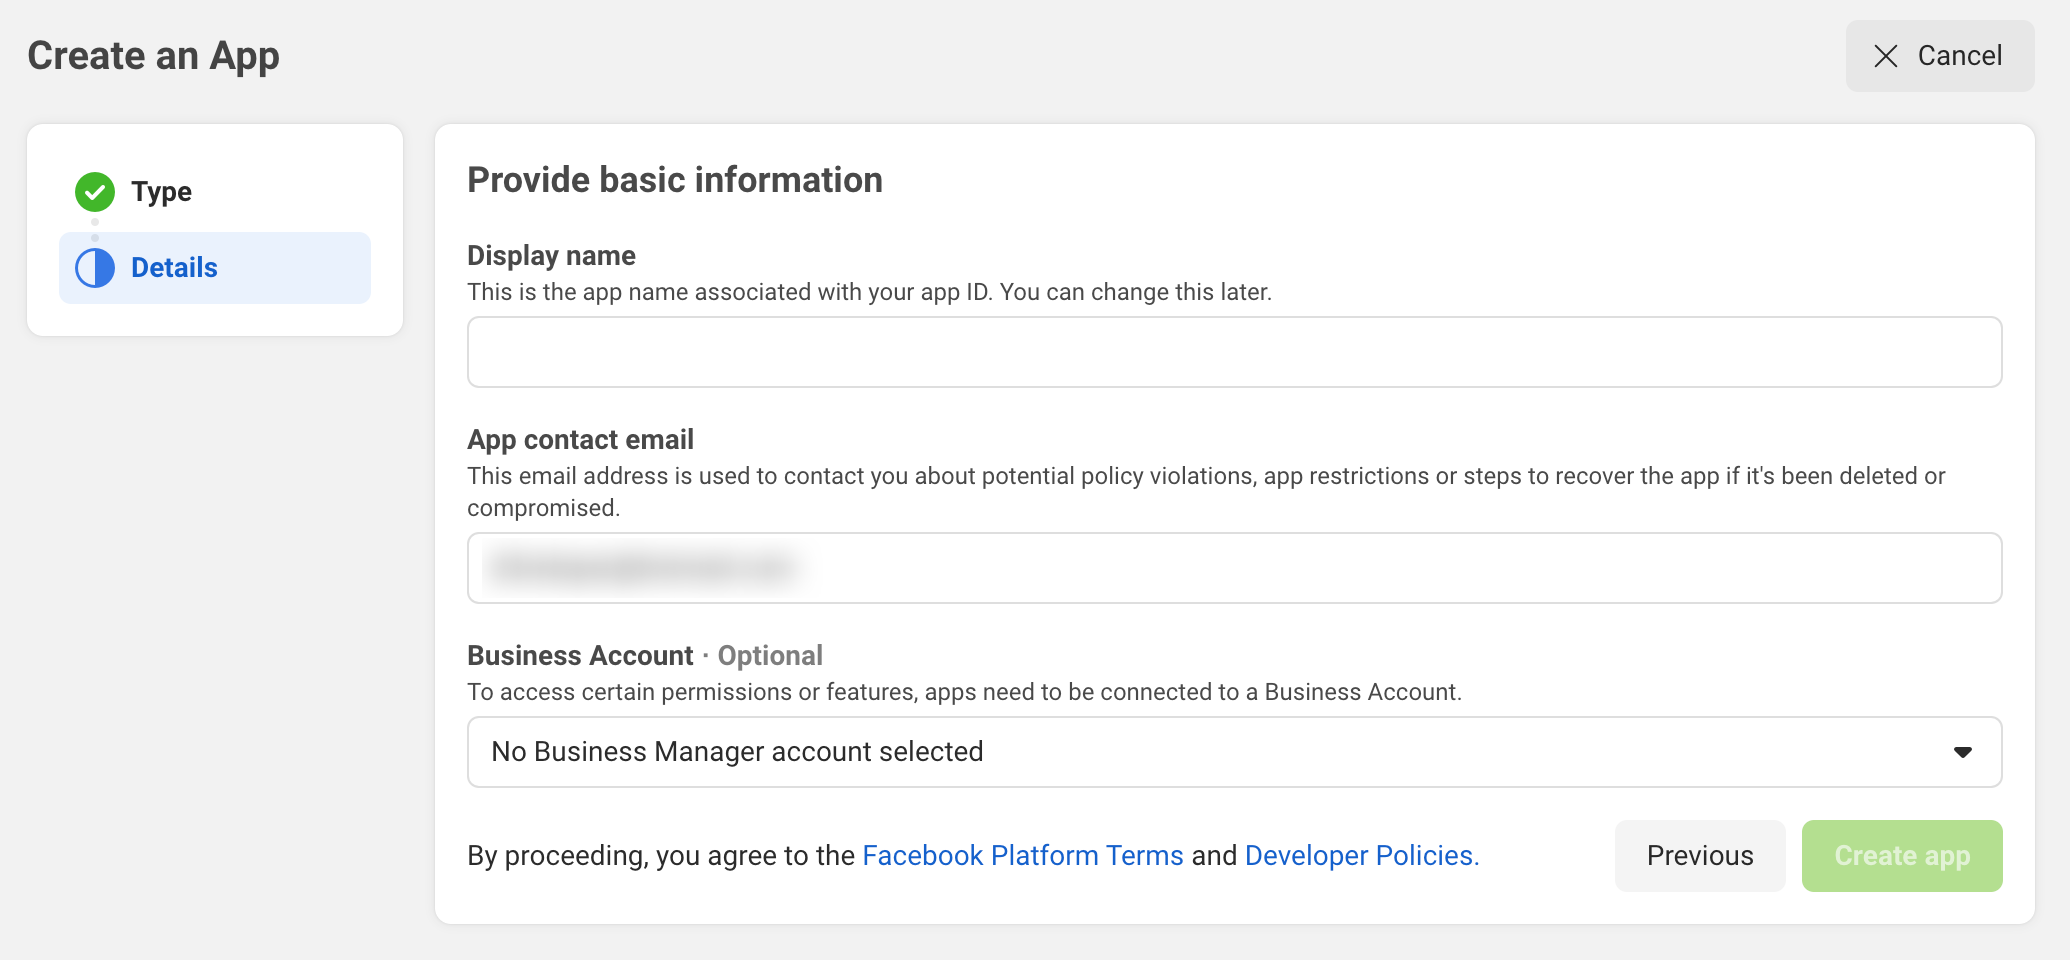 Create an App
Cancel
Type
Details
Provide basic information
Display name
This is the app name associated with your app ID. You can change this later.
App contact email
This email address is used to contact you about potential policy violations, app restrictions or steps to recover the app if it's been deleted or
compromised.
Business Account · Optional
To access certain permissions or features, apps need to be connected to a Business Account.
No Business Manager account selected
By proceeding, you agree to the Facebook Platform Terms and Developer Policies.
Previous
Create app